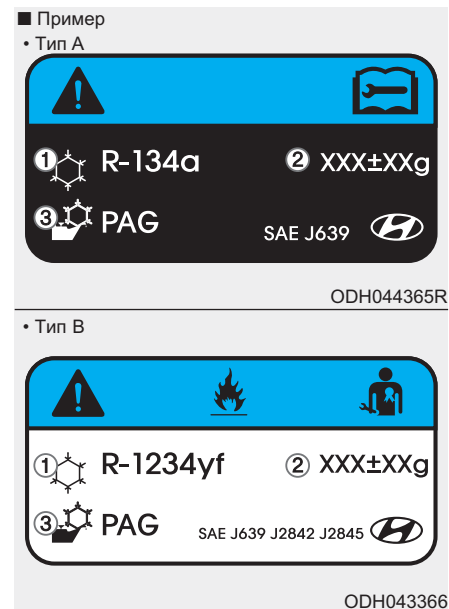 ■ Пример
• Тип А
① R-134a ② XXX±XXg
③ PAG SAE J639
ODH044365R
• Тип В
① R-1234yf ② XXX±XXg
③ PAG SAE J639 J2842 J2845
ODH043366